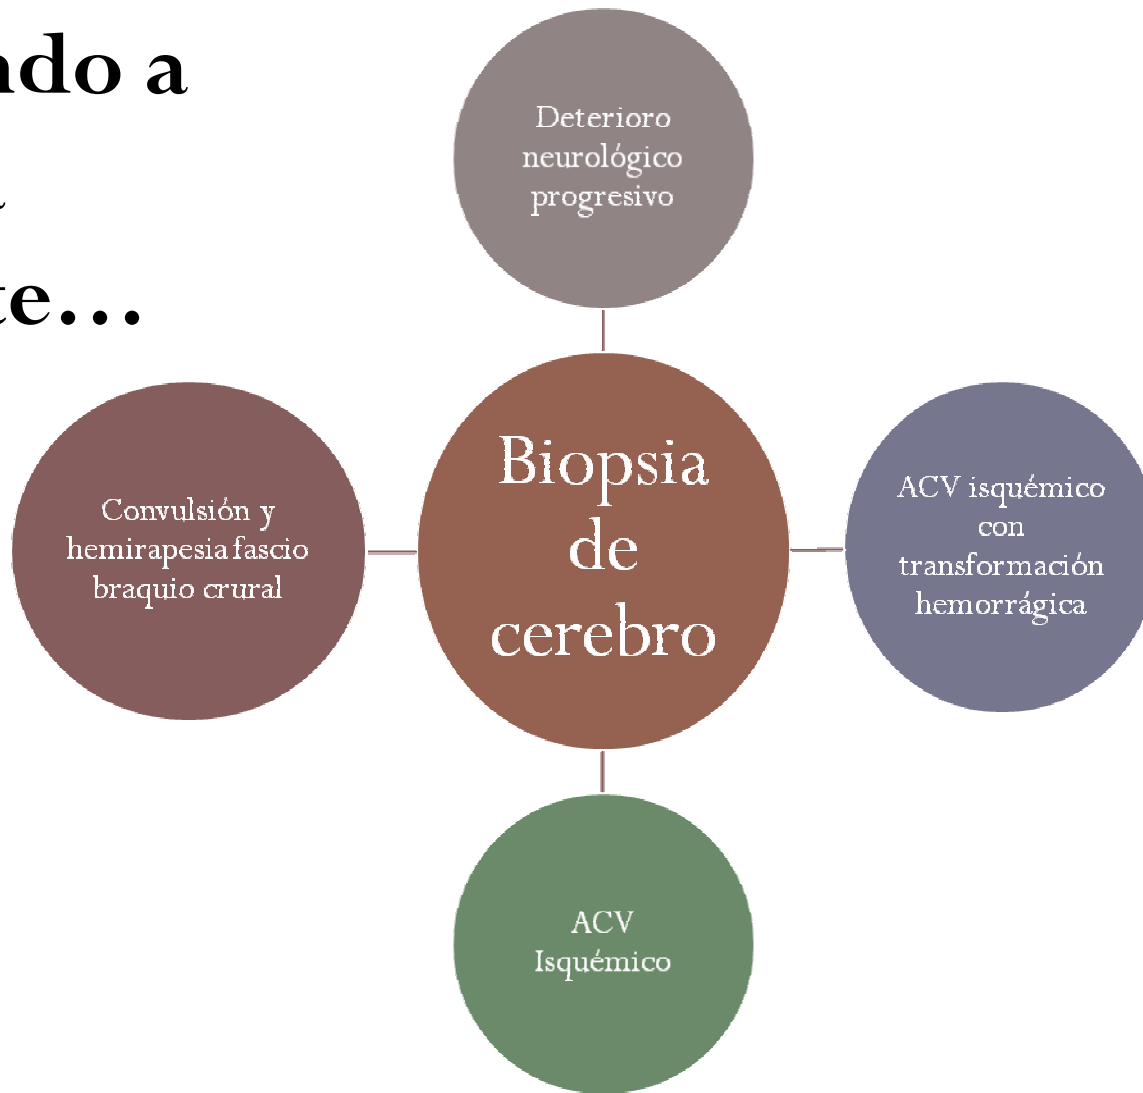 ndo a
te…
Deterioro
neurológico
progresivo
Convulsión y
hemirapesia fascio
braquio crural
Biopsia
de
cerebro
ACV isquémico
con
transformación
hemorrágica
ACV
Isquémico